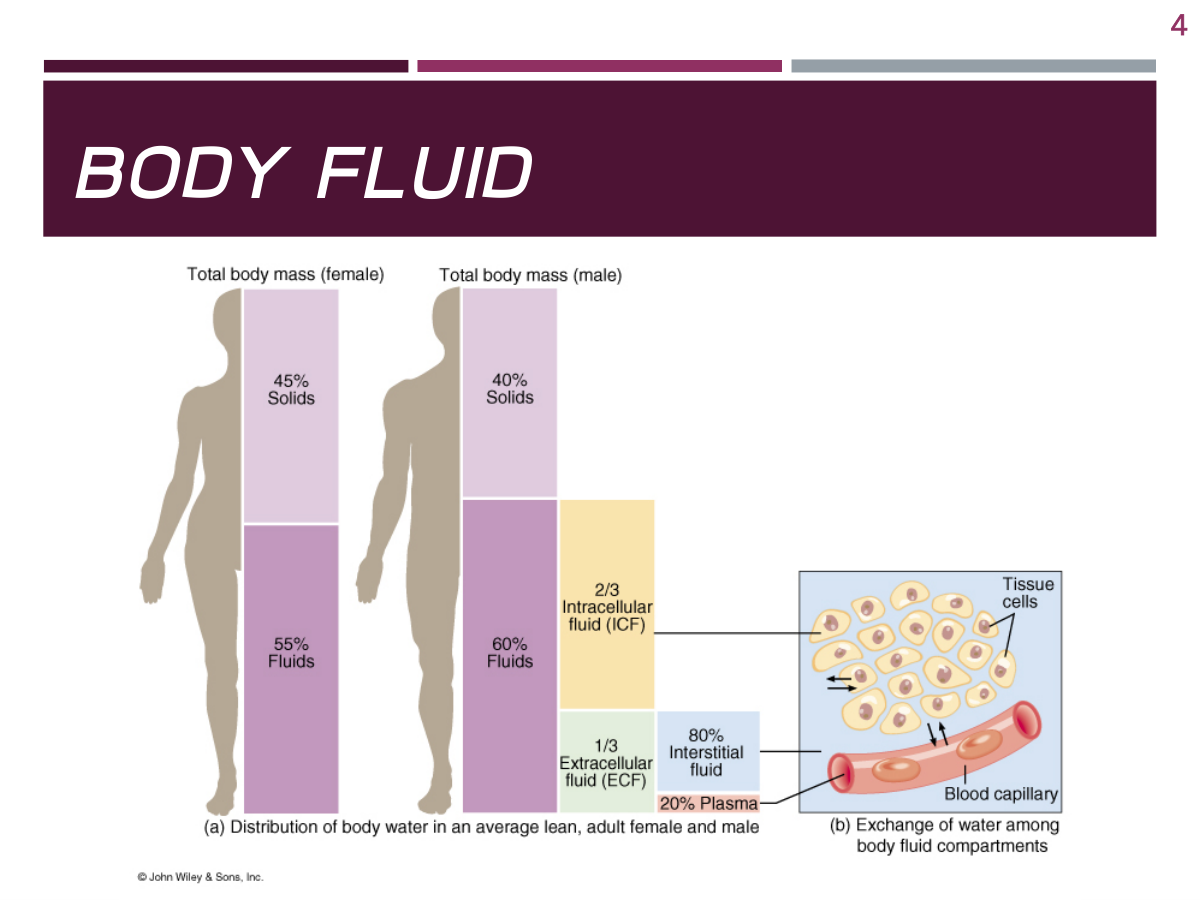 4
BODY FLUID
Total body mass (female)
Total body mass (male)
45%
Solids
40%
Solids
55%
Fluids
60%
Fluids
2/3
Intracellular
fluid (ICF)
1/3
Extracellular
fluid (ECF)
80%
Interstitial
fluid
20% Plasma
Tissue
cells
Blood capillary
(a) Distribution of body water in an average lean, adult female and male
(b) Exchange of water among
body fluid compartments
© John Wiley & Sons, Inc.